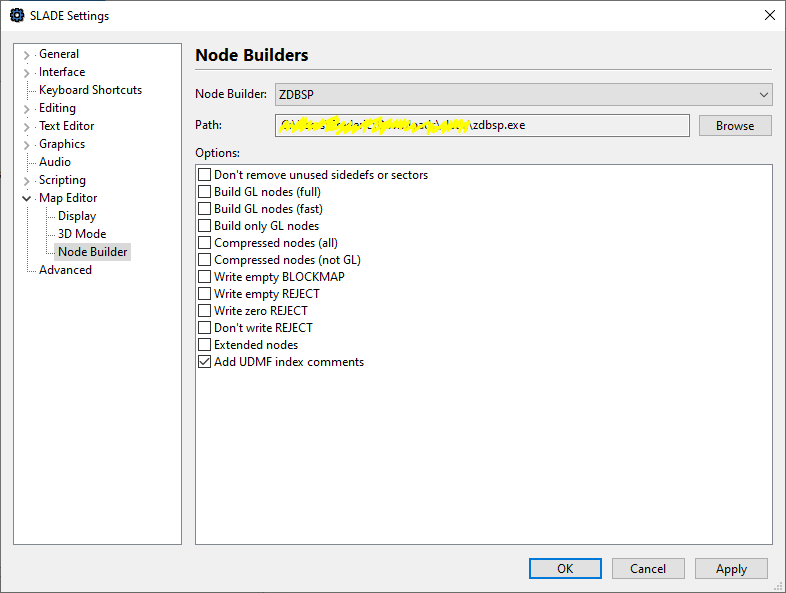 SLADE Settings
General
Interface
Keyboard Shortcuts
Editing
Text Editor
Graphics
Audio
Scripting
Map Editor
Display
3D Mode
Node Builder
Advanced
Node Builders
Node Builder: ZDBSP
Path: \zdbsp.exe Browse
Options:
Don't remove unused sidedefs or sectors
Build GL nodes (full)
Build GL nodes (fast)
Build only GL nodes
Compressed nodes (all)
Compressed nodes (not GL)
Write empty BLOCKMAP
Write empty REJECT
Write zero REJECT
Don't write REJECT
Extended nodes
Add UDMF index comments
OK Cancel Apply